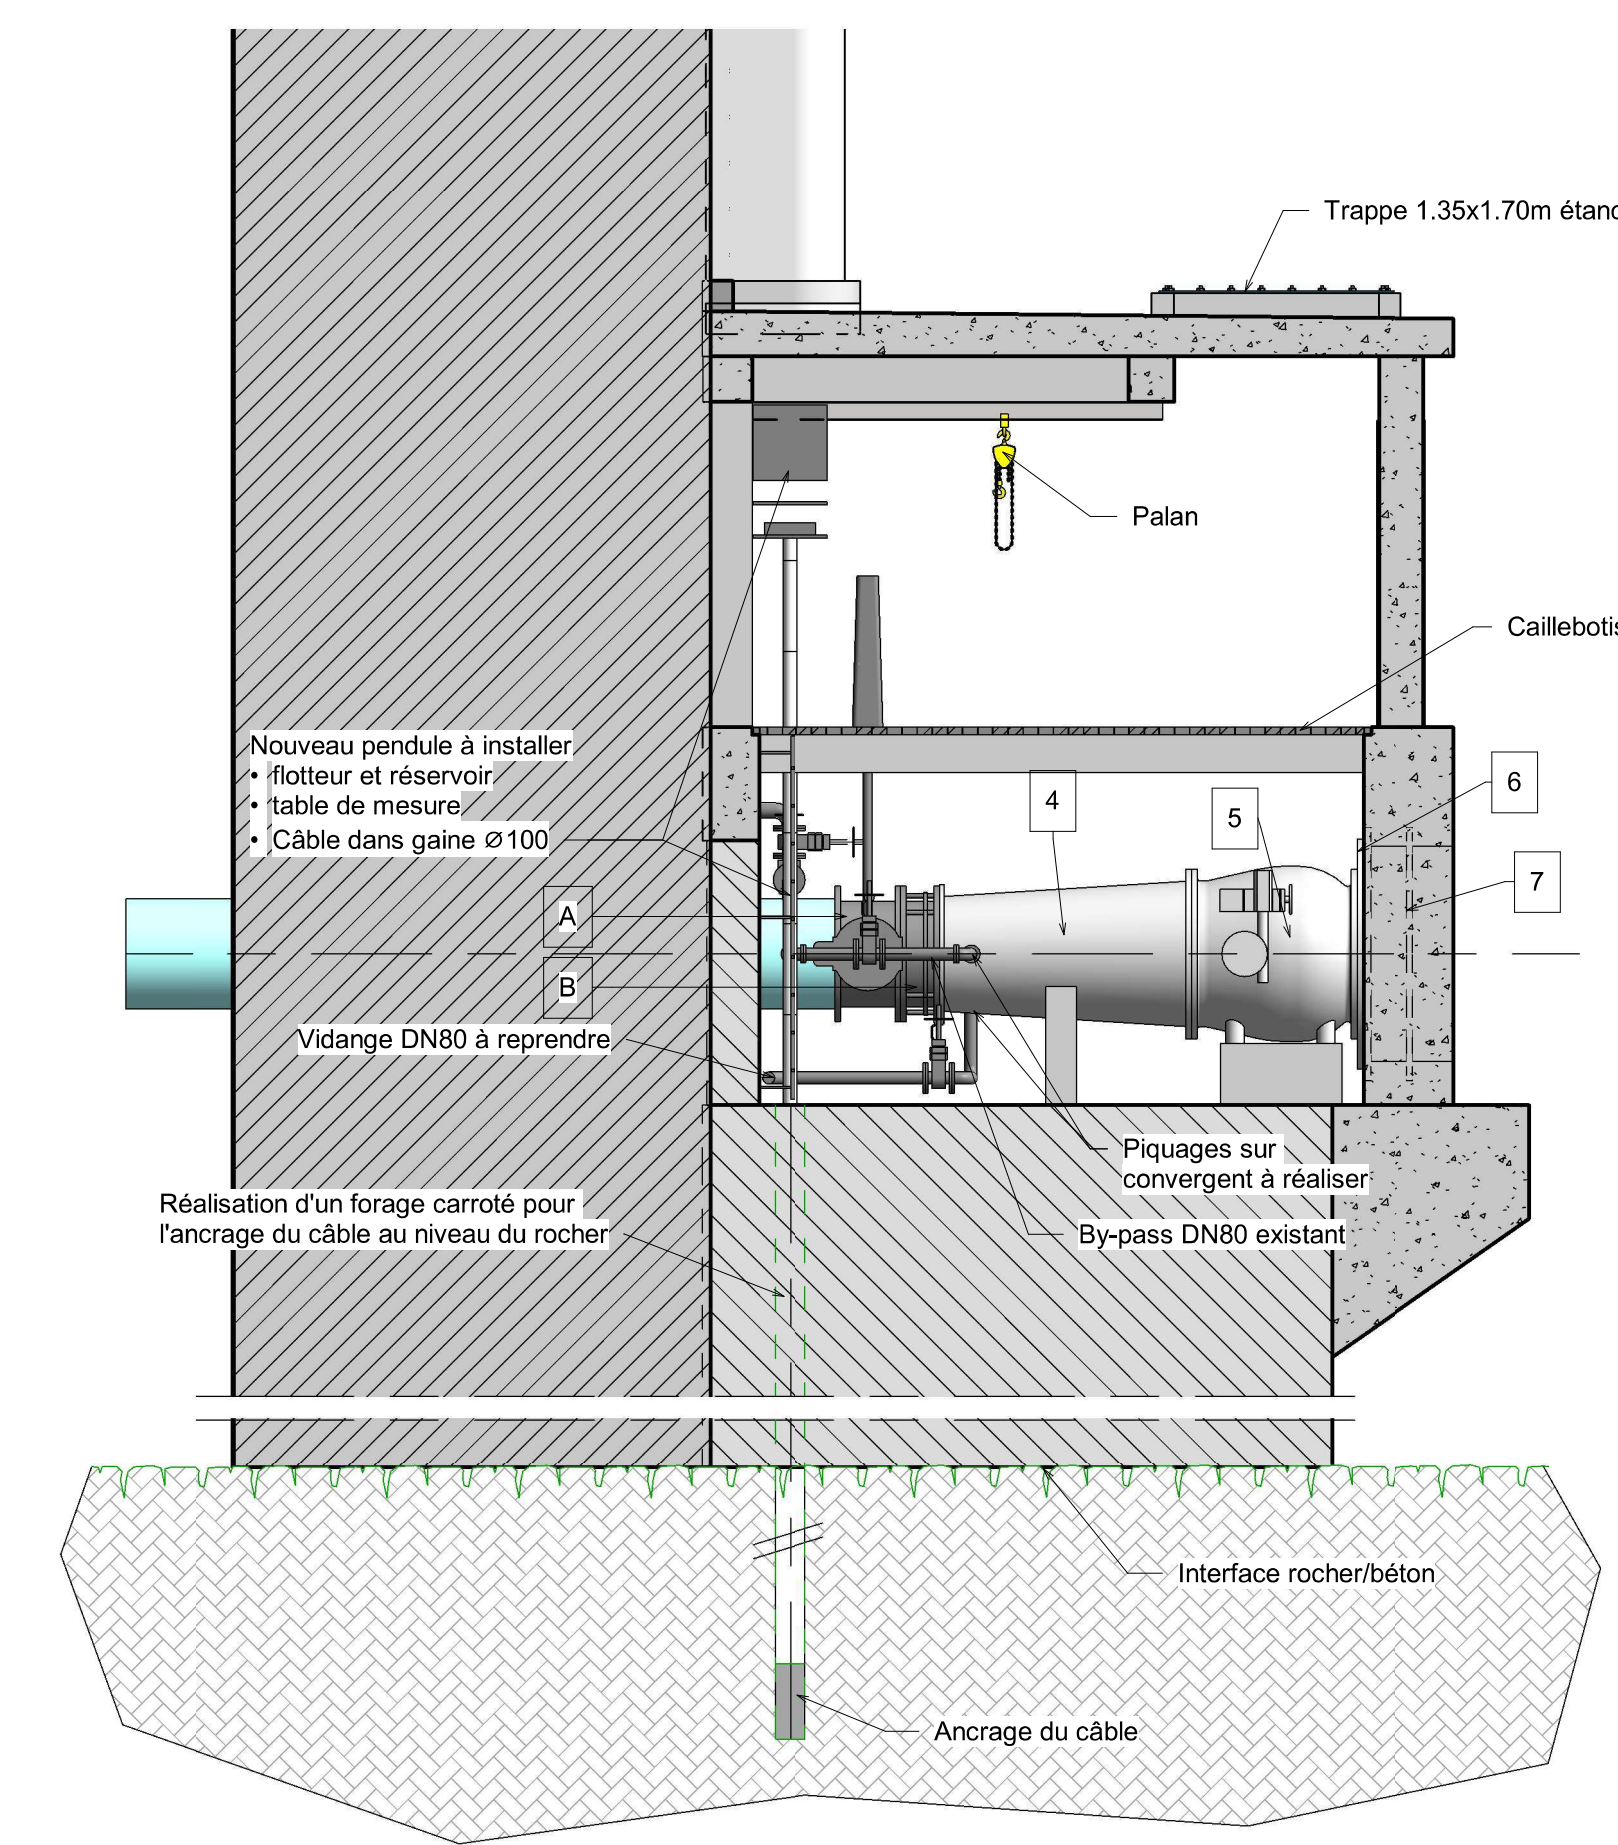 Trappe 1.35x1.70m étanc
Palan
Caillebotis
Nouveau pendule à installer
• flotteur et réservoir
• table de mesure
• Câble dans gaine Ø100
6
4
5
7
A
B
Vidange DN80 à reprendre
Piquages sur
convergent à réaliser
Réalisation d'un forage carroté pour
l'ancrage du câble au niveau du rocher
By-pass DN80 existant
Interface rocher/béton
Ancrage du câble